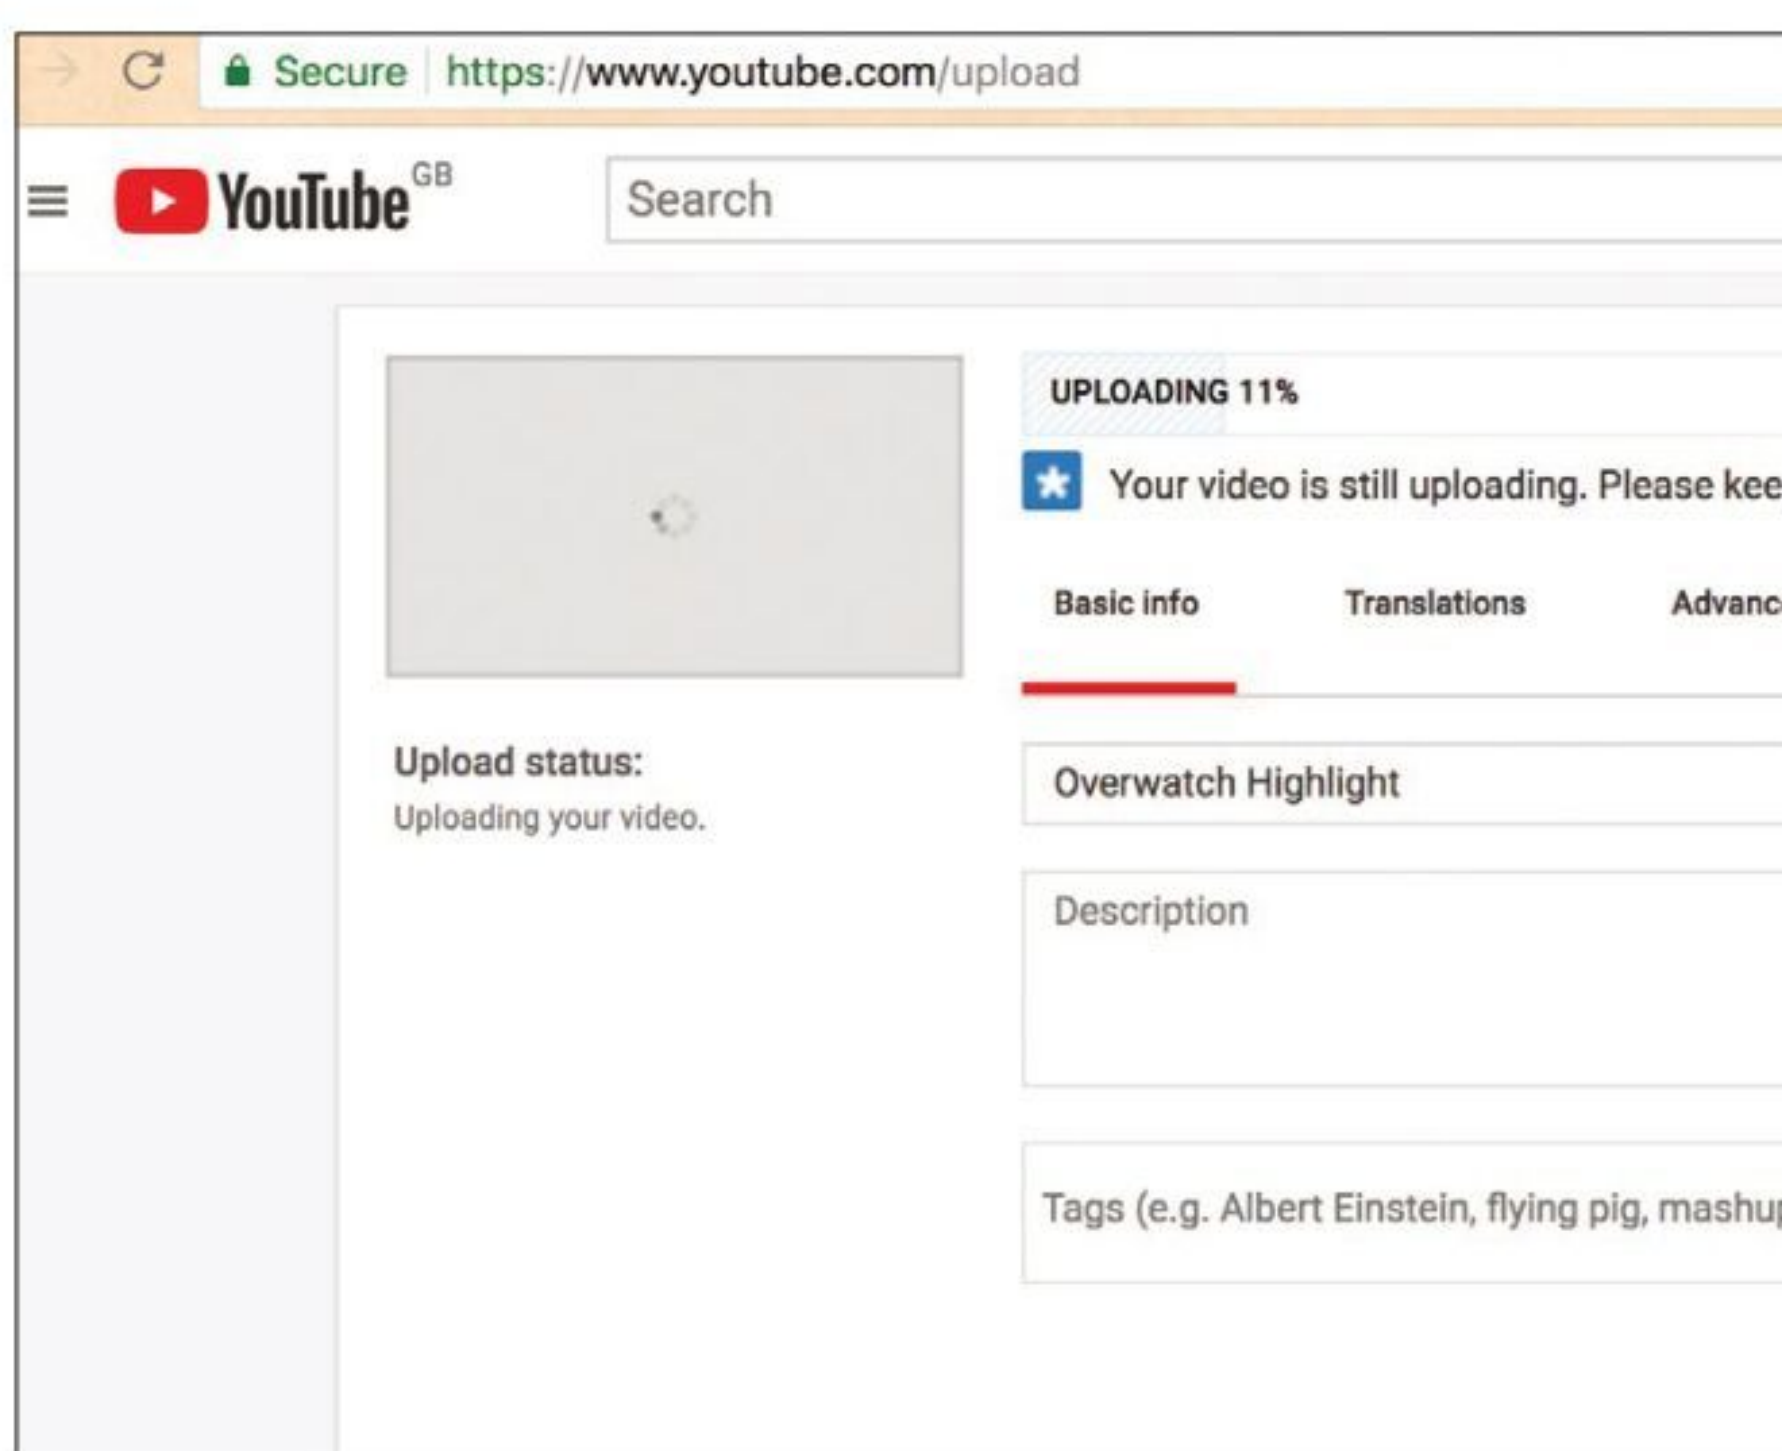 Secure https://www.youtube.com/upload
YouTube GB
Search
UPLOADING 11%
Your video is still uploading. Please kee
Basic info Translations Advanc
Upload status:
Uploading your video.
Overwatch Highlight
Description
Tags (e.g. Albert Einstein, flying pig, mashup